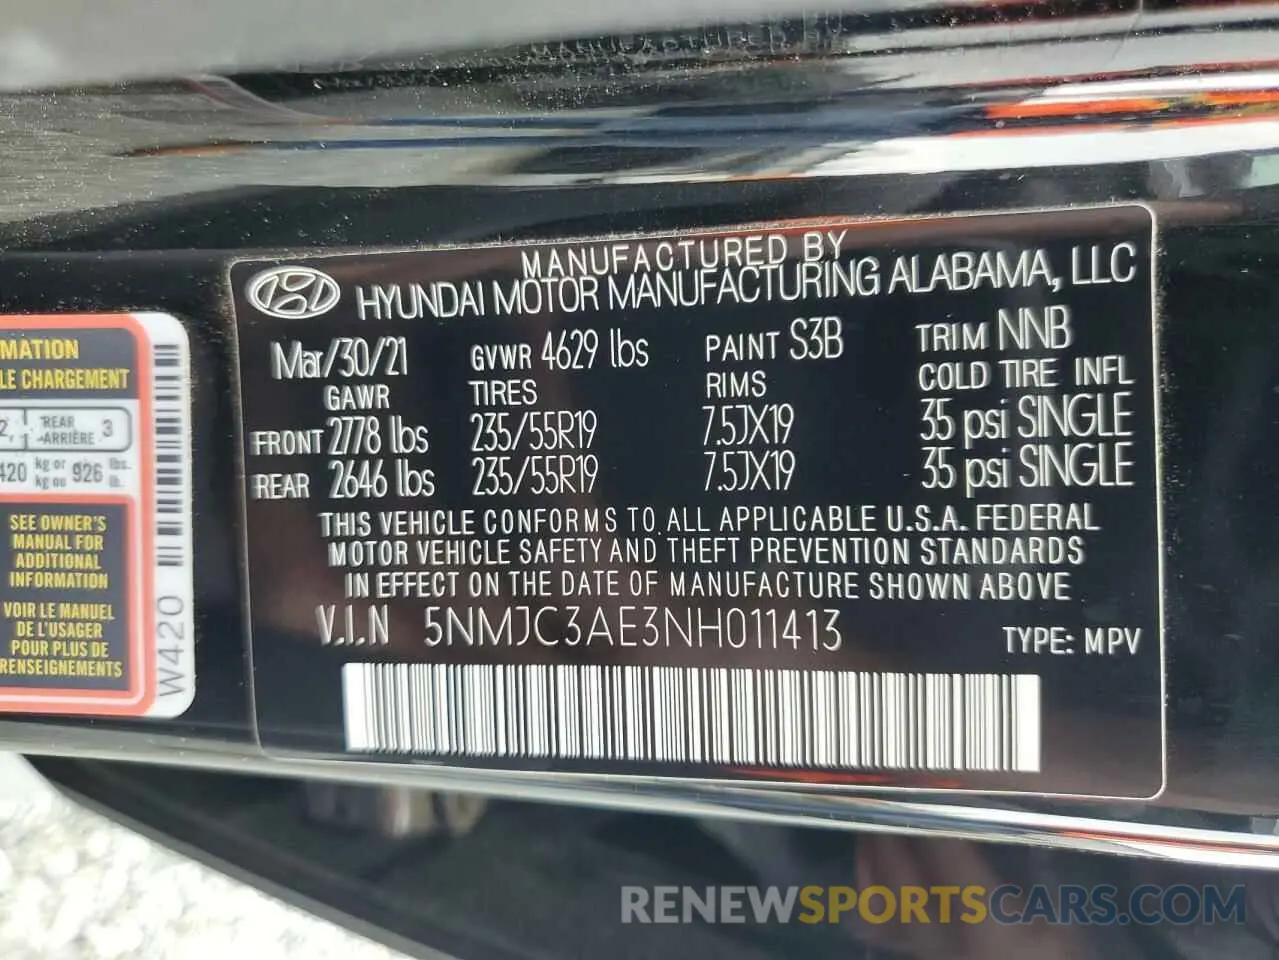 MANUFACTURED BY
HYUNDAI MOTOR MANUFACTURING ALABAMA, LLC
Mar/30/21 GVWR 4629 lbs PAINT S3B TRIM NNB
GAWR TIRES RIMS COLD TIRE INFL
FRONT 2778 lbs 235/55R19 7.5JX19 35 psi SINGLE
REAR 2646 lbs 235/55R19 7.5JX19 35 psi SINGLE
THIS VEHICLE CONFORMS TO ALL APPLICABLE U.S.A. FEDERAL
MOTOR VEHICLE SAFETY AND THEFT PREVENTION STANDARDS
IN EFFECT ON THE DATE OF MANUFACTURE SHOWN ABOVE
V.I.N 5NMJC3AE3NH011413 TYPE: MPV
MATION
LE CHARGEMENT
2, REAR 3
ARRIÈRE
420 kg or 926 lbs.
kg ou lb.
SEE OWNER'S
MANUAL FOR
ADDITIONAL
INFORMATION
VOIR LE MANUEL
DE L'USAGER
POUR PLUS DE
RENSEIGNEMENTS
W420
RENEWSPORTSCARS.COM